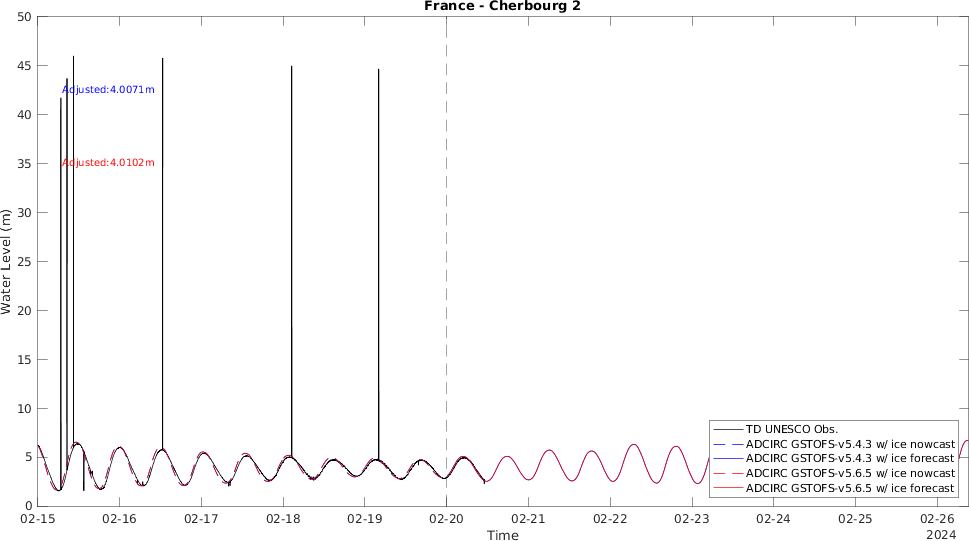 France - Cherbourg 2
50
45
40
35
30
25
20
15
10
5
0
Water Level (m)
Adjusted:4.0071m
Adjusted:4.0102m
TD UNESCO Obs.
ADCIRC GSTOFS-v5.4.3 w/ ice nowcast
ADCIRC GSTOFS-v5.4.3 w/ ice forecast
ADCIRC GSTOFS-v5.6.5 w/ ice nowcast
ADCIRC GSTOFS-v5.6.5 w/ ice forecast
02-15 02-16 02-17 02-18 02-19 02-20 02-21 02-22 02-23 02-24 02-25 02-26
Time
2024